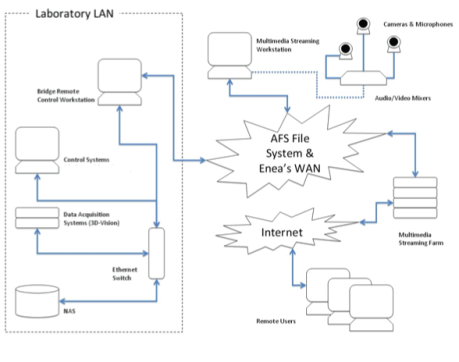 Laboratory LAN
Cameras & Microphones
Multimedia Streaming
Workstation
Bridge Remote
Control Workstation
Audio/Video Mixers
AFS File
System &
Enea's WAN
Control Systems
Data Acquisition
Systems (3D-Vision)
Internet
Multimedia
Streaming Farm
Ethernet
Switch
NAS
Remote Users